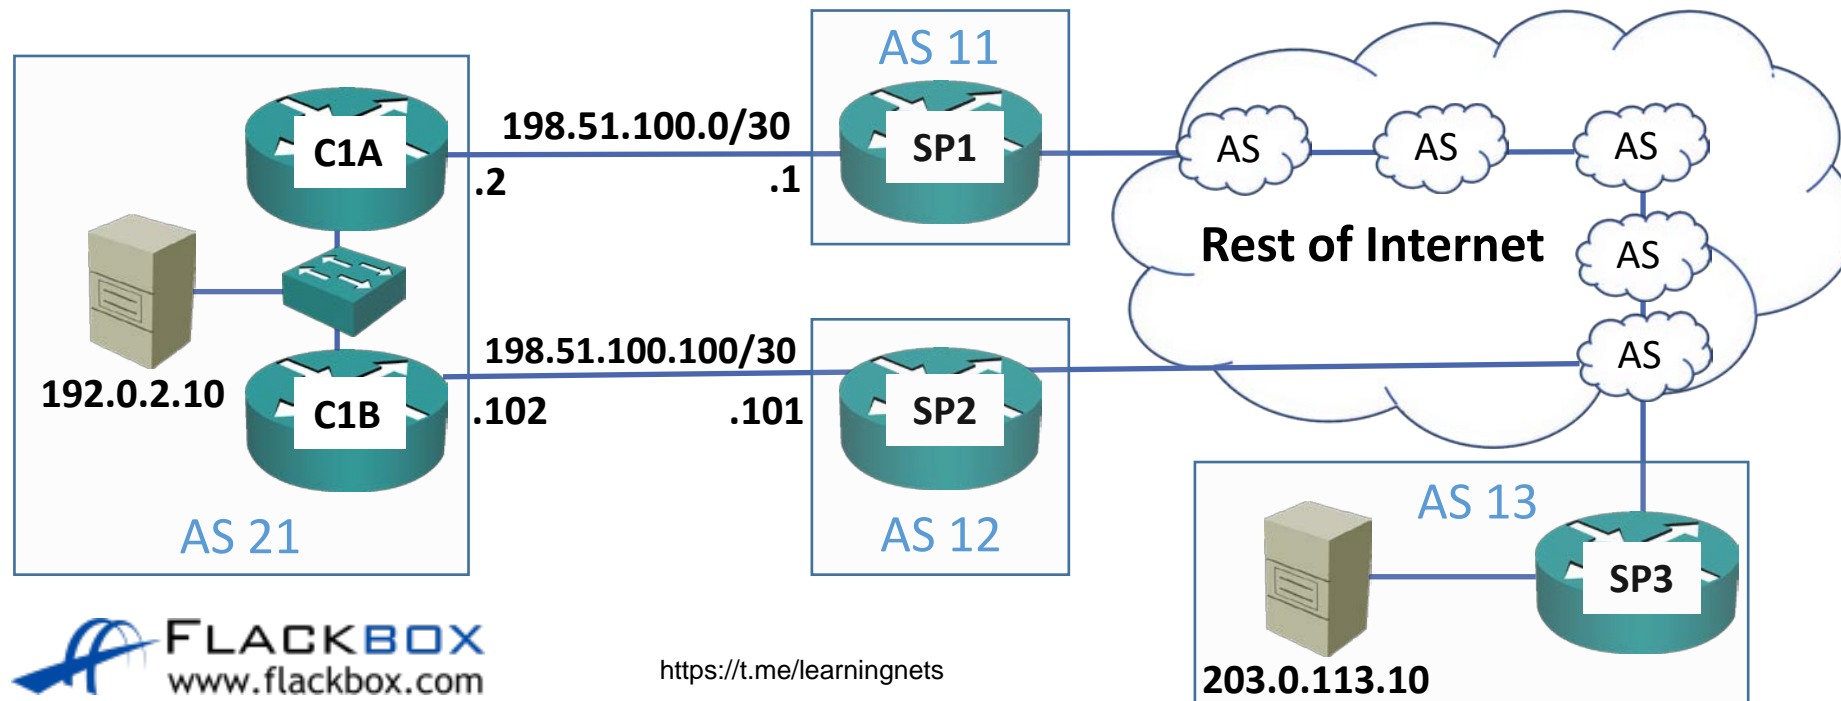 AS 11
198.51.100.0/30
C1A
SP1
.2
.1
AS
AS
AS
Rest of Internet
AS
AS
192.0.2.10
198.51.100.100/30
C1B
SP2
.102
.101
AS 21
AS 12
AS 13
SP3
203.0.113.10
FLACKBOX
www.flackbox.com
https://t.me/learningnets